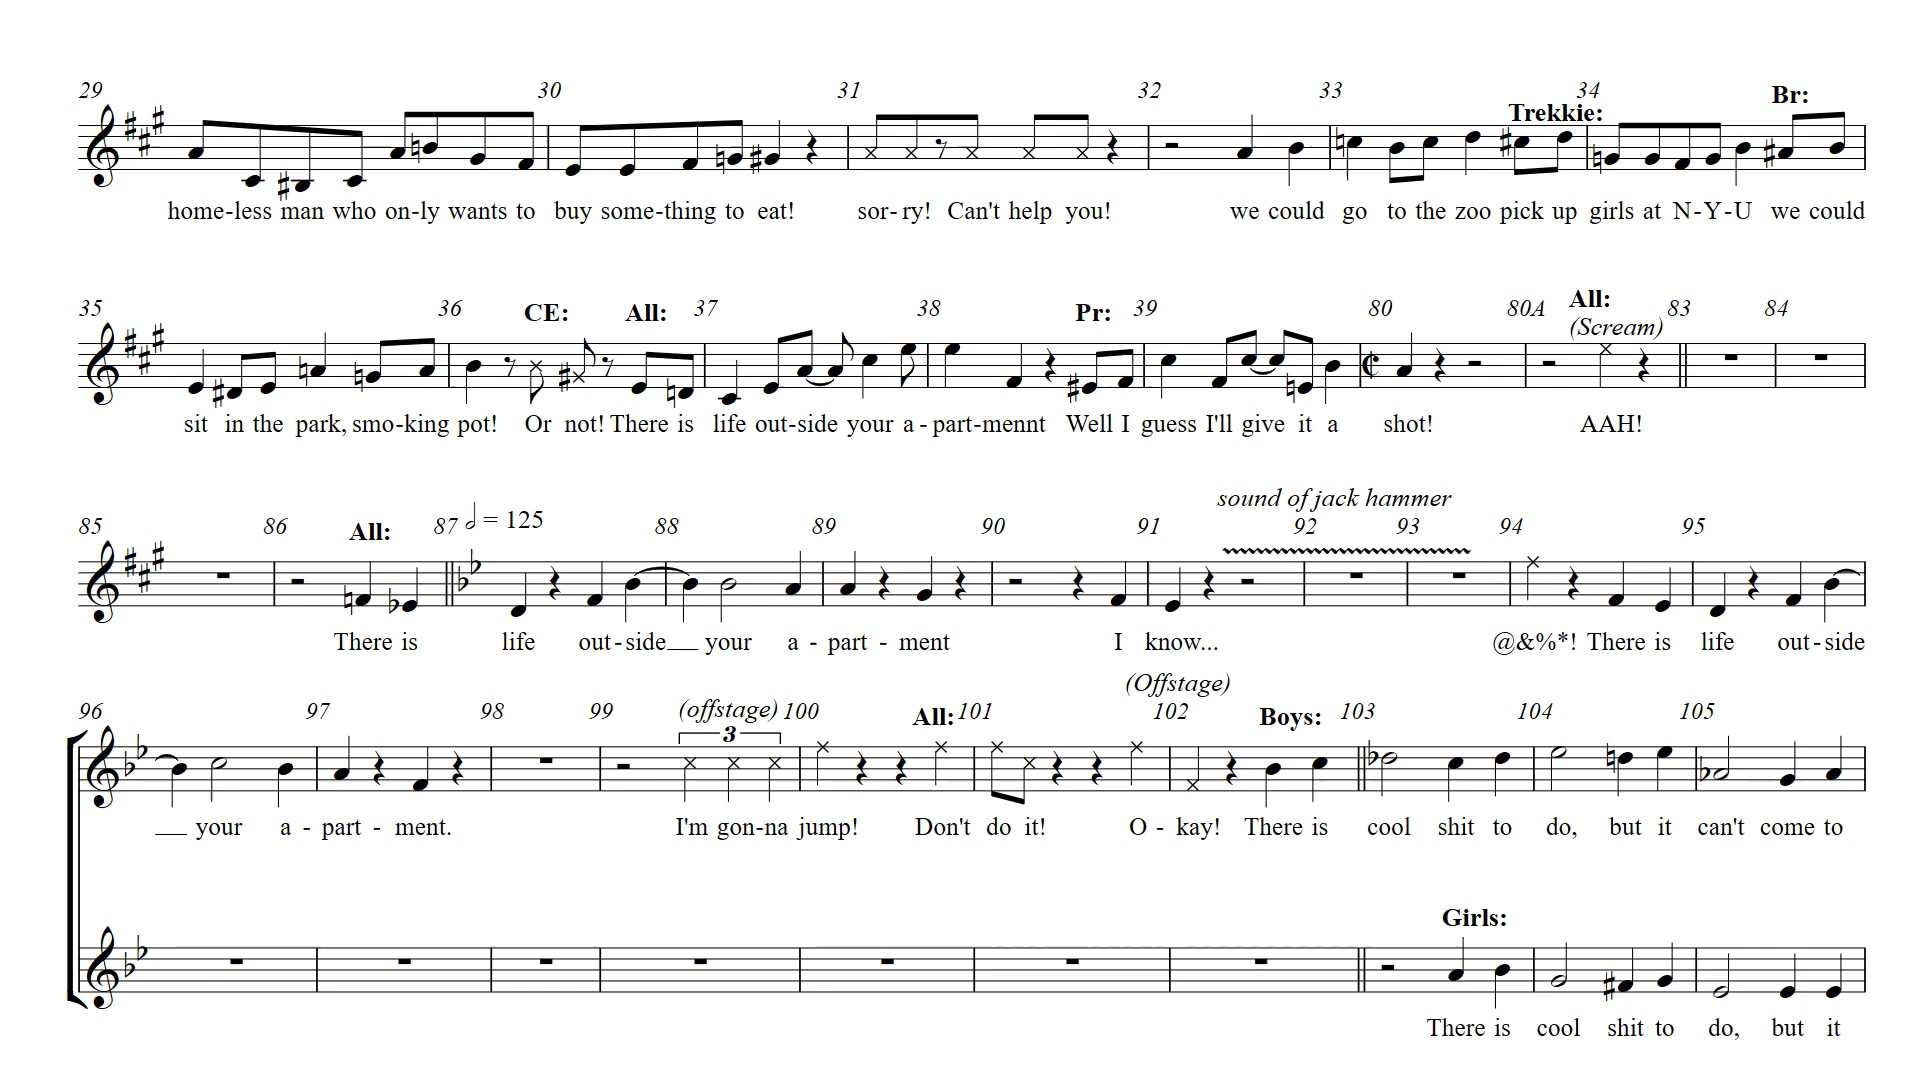 29 30 31 32 33 34
Trekkie: Br:
home-less man who on-ly wants to buy some-thing to eat! sor-ry! Can't help you! we could go to the zoo pick up girls at N-Y-U we could
35 36 37 38 39 80 80A 83 84
CE: All: Pr: All:
(Scream)
sit in the park, smo-king pot! Or not! There is life out-side your a-part-mennt Well I guess I'll give it a shot! AAH!
sound of jack hammer
85 86 87 = 125 88 89 90 91 92 93 94 95
All:
There is life out-side your a-part-ment I know... @&%*! There is life out-side
(Offstage)
96 97 98 99 (offstage) 100 101 102 103 104 105
All: Boys:
3
your a-part-ment. I'm gon-na jump! Don't do it! O-kay! There is cool shit to do, but it can't come to
Girls:
There is cool shit to do, but it